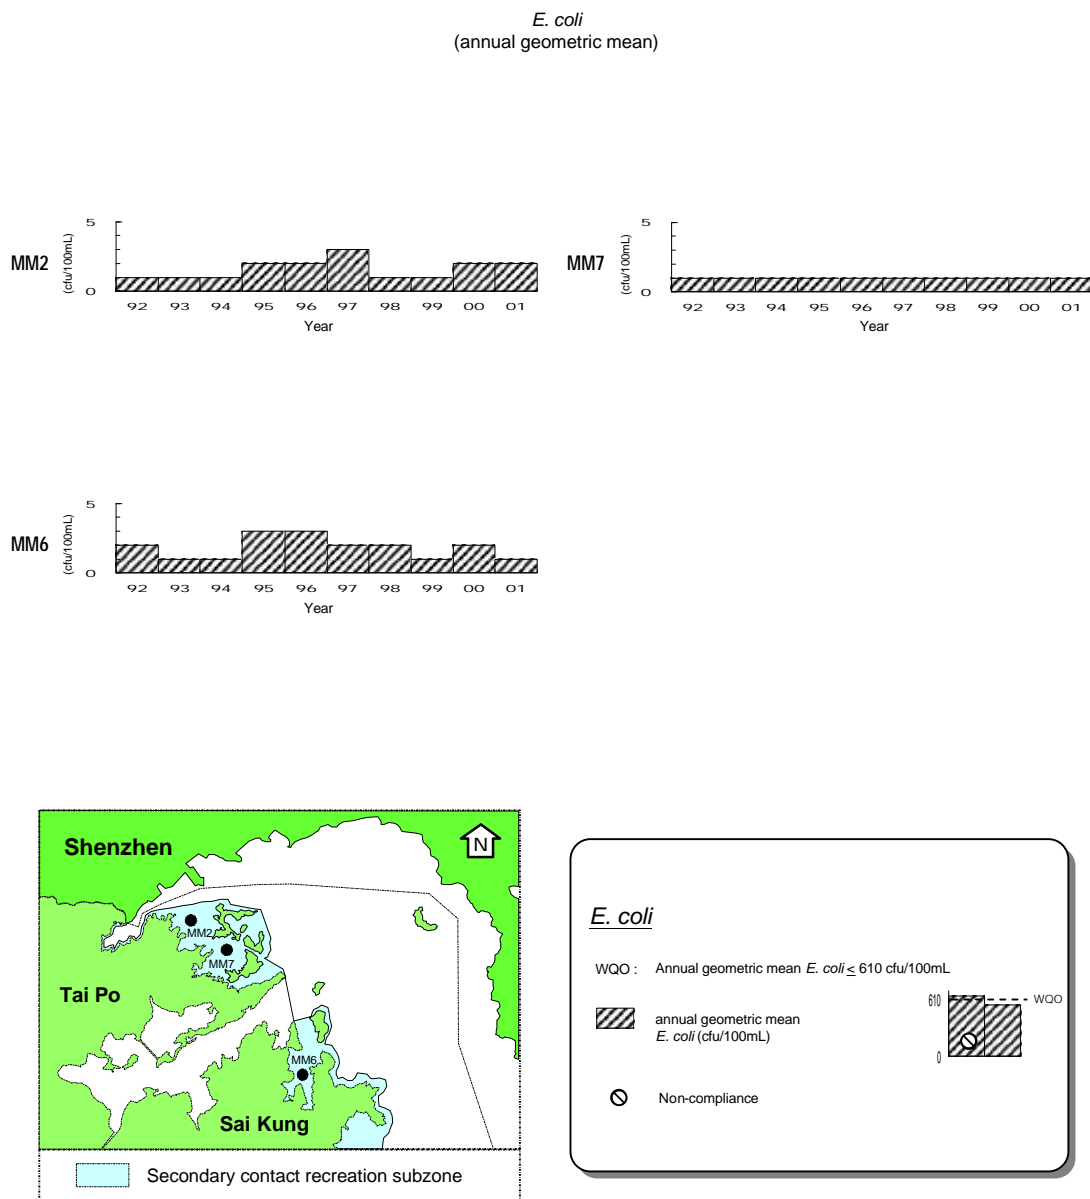 E. coli
(annual geometric mean)
MM2
(cfu/100mL)
5
0
92 93 94 95 96 97 98 99 00 01
Year
MM7
(cfu/100mL)
5
0
92 93 94 95 96 97 98 99 00 01
Year
MM6
(cfu/100mL)
5
0
92 93 94 95 96 97 98 99 00 01
Year
Shenzhen
N
MM2
MM7
Tai Po
MM6
Sai Kung
Secondary contact recreation subzone
E. coli
WQO : Annual geometric mean E. coli ≤ 610 cfu/100mL
annual geometric mean
E. coli (cfu/100mL)
610
WQO
0
Non-compliance